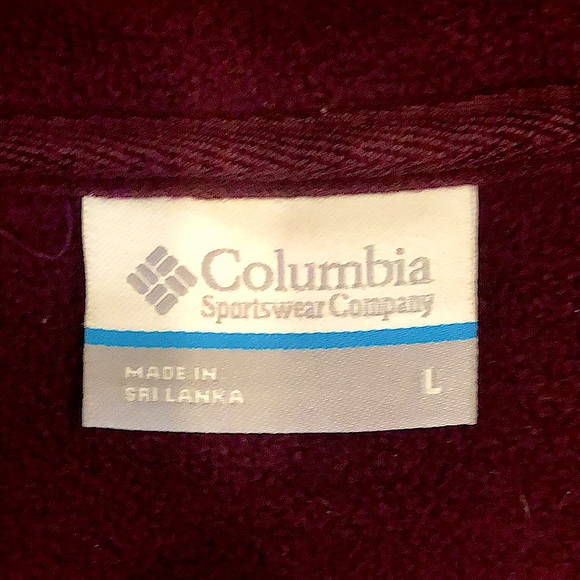 Columbia
Sportswear Company
MADE IN
SRI LANKA
L